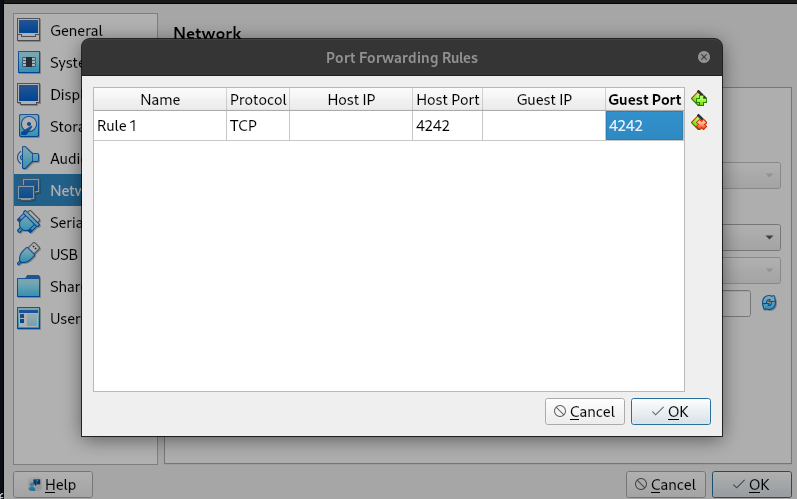 General
Network
Port Forwarding Rules
Syste
Disp
Stora
Audi
Netw
Seria
USB
Shar
User
Name Protocol Host IP Host Port Guest IP Guest Port
Rule 1 TCP 4242 4242
Cancel OK
Help Cancel OK